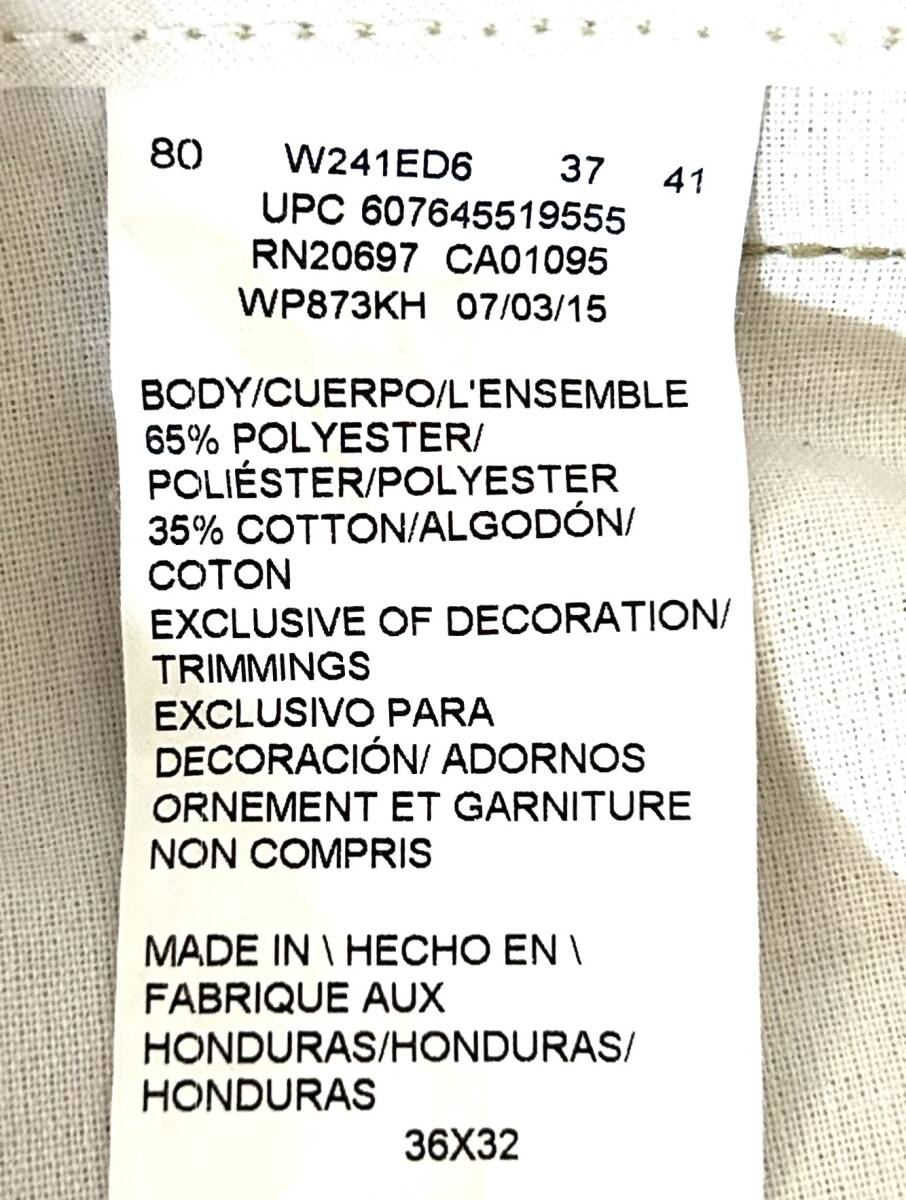 80 W241ED6 37 41
UPC 607645519555
RN20697 CA01095
WP873KH 07/03/15
BODY/CUERPO/L'ENSEMBLE
65% POLYESTER/
POLIÉSTER/POLYESTER
35% COTTON/ALGODÓN/
COTON
EXCLUSIVE OF DECORATION/
TRIMMINGS
EXCLUSIVO PARA
DECORACIÓN/ ADORNOS
ORNEMENT ET GARNITURE
NON COMPRIS
MADE IN \ HECHO EN \
FABRIQUE AUX
HONDURAS/HONDURAS/
HONDURAS
36X32